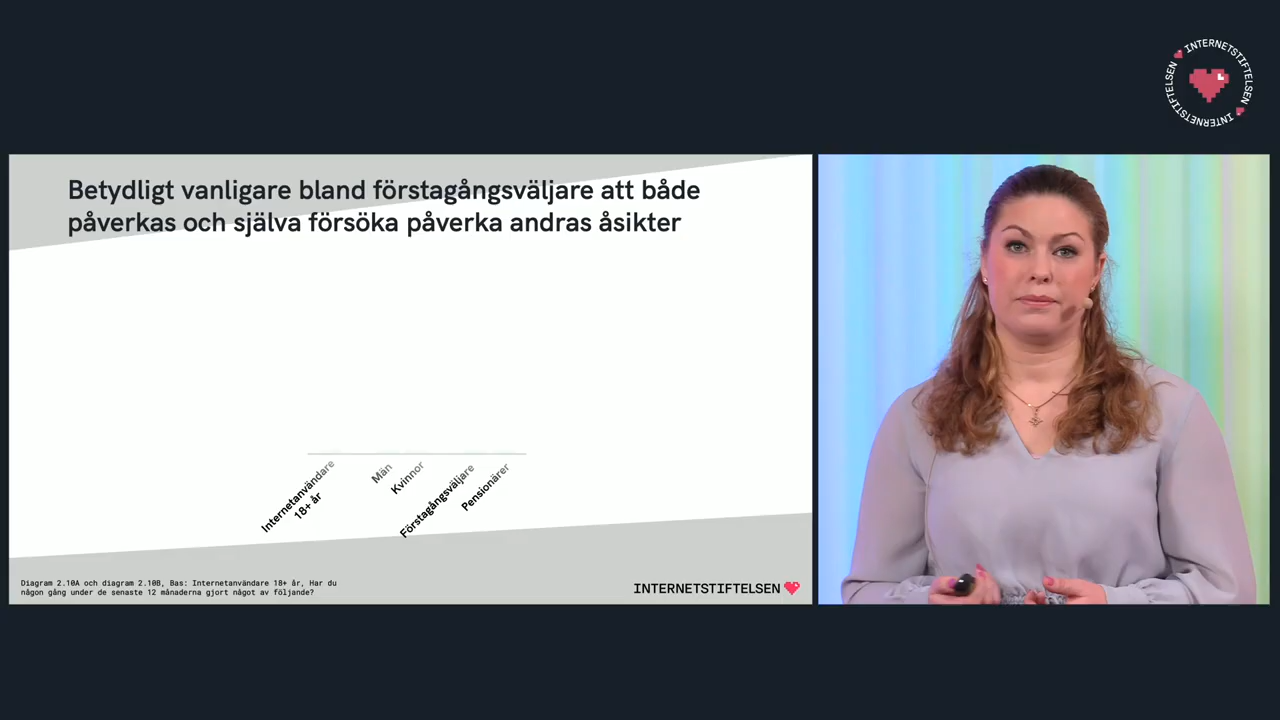 INTERNETSTIFTELSEN
INTERNETSTIFTELSEN
Betydligt vanligare bland förstagångsväljare att både
påverkas och själva försöka påverka andras åsikter
Internetanvändare
18+ år
Män
Kvinnor
Förstagångsväljare
Pensionärer
Diagram 2.10A och diagram 2.10B, Bas: Internetanvändare 18+ år, Har du
någon gång under de senaste 12 månaderna gjort något av följande?
INTERNETSTIFTELSEN